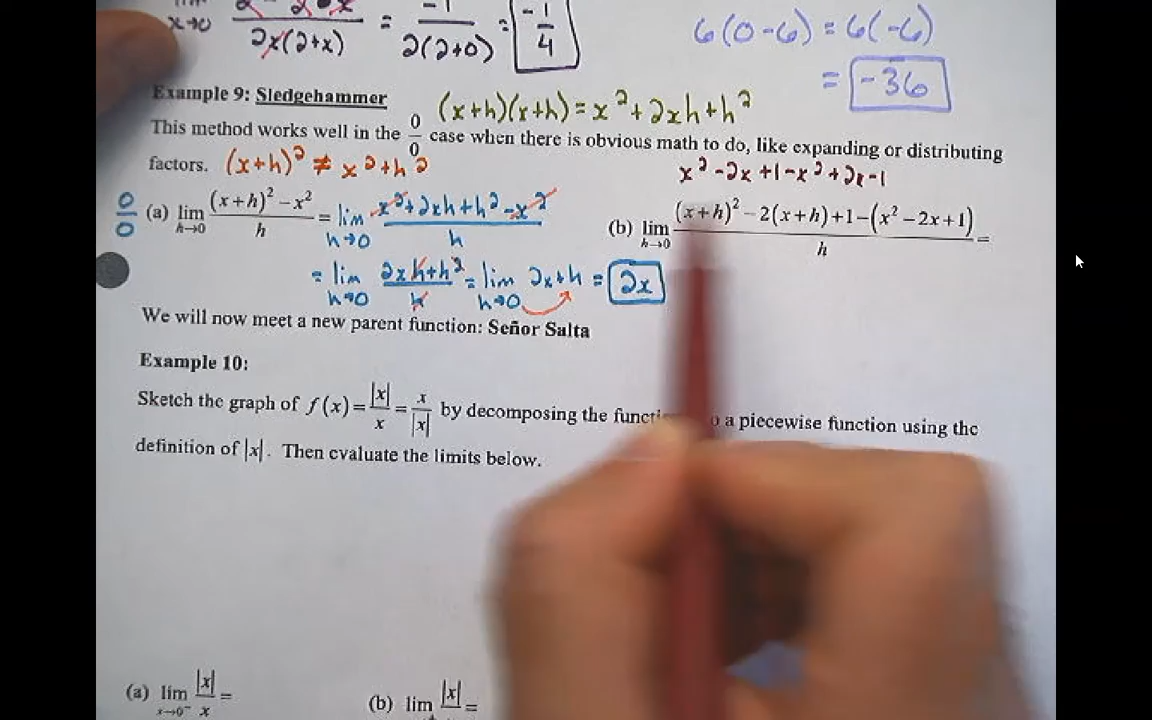 x→0 2x(2+x) = -1/2(2+0) = -1/4
6(0-6) = 6(-6)
= -36
Example 9: Sledgehammer (x+h)(x+h) = x²+2xh+h²
This method works well in the 0/0 case when there is obvious math to do, like expanding or distributing
factors. (x+h)² ≠ x²+h²
x²-2x+1-x²+2x-1
0/0 (a) lim h→0 ((x+h)² − x²)/h = lim h→0 (x²+2xh+h²-x²)/h
(b) lim h→0 ((x+h)² − 2(x+h)+1−(x²−2x+1))/h =
= lim h→0 (2xh+h²)/h = lim h→0 2x+h = 2x
We will now meet a new parent function: Señor Salta
Example 10:
Sketch the graph of f(x) = |x|/x = x/|x| by decomposing the a piecewise function using the
definition of |x|. Then evaluate the limits below.
(a) lim x→0⁻ |x|/x =
(b) lim |x| =